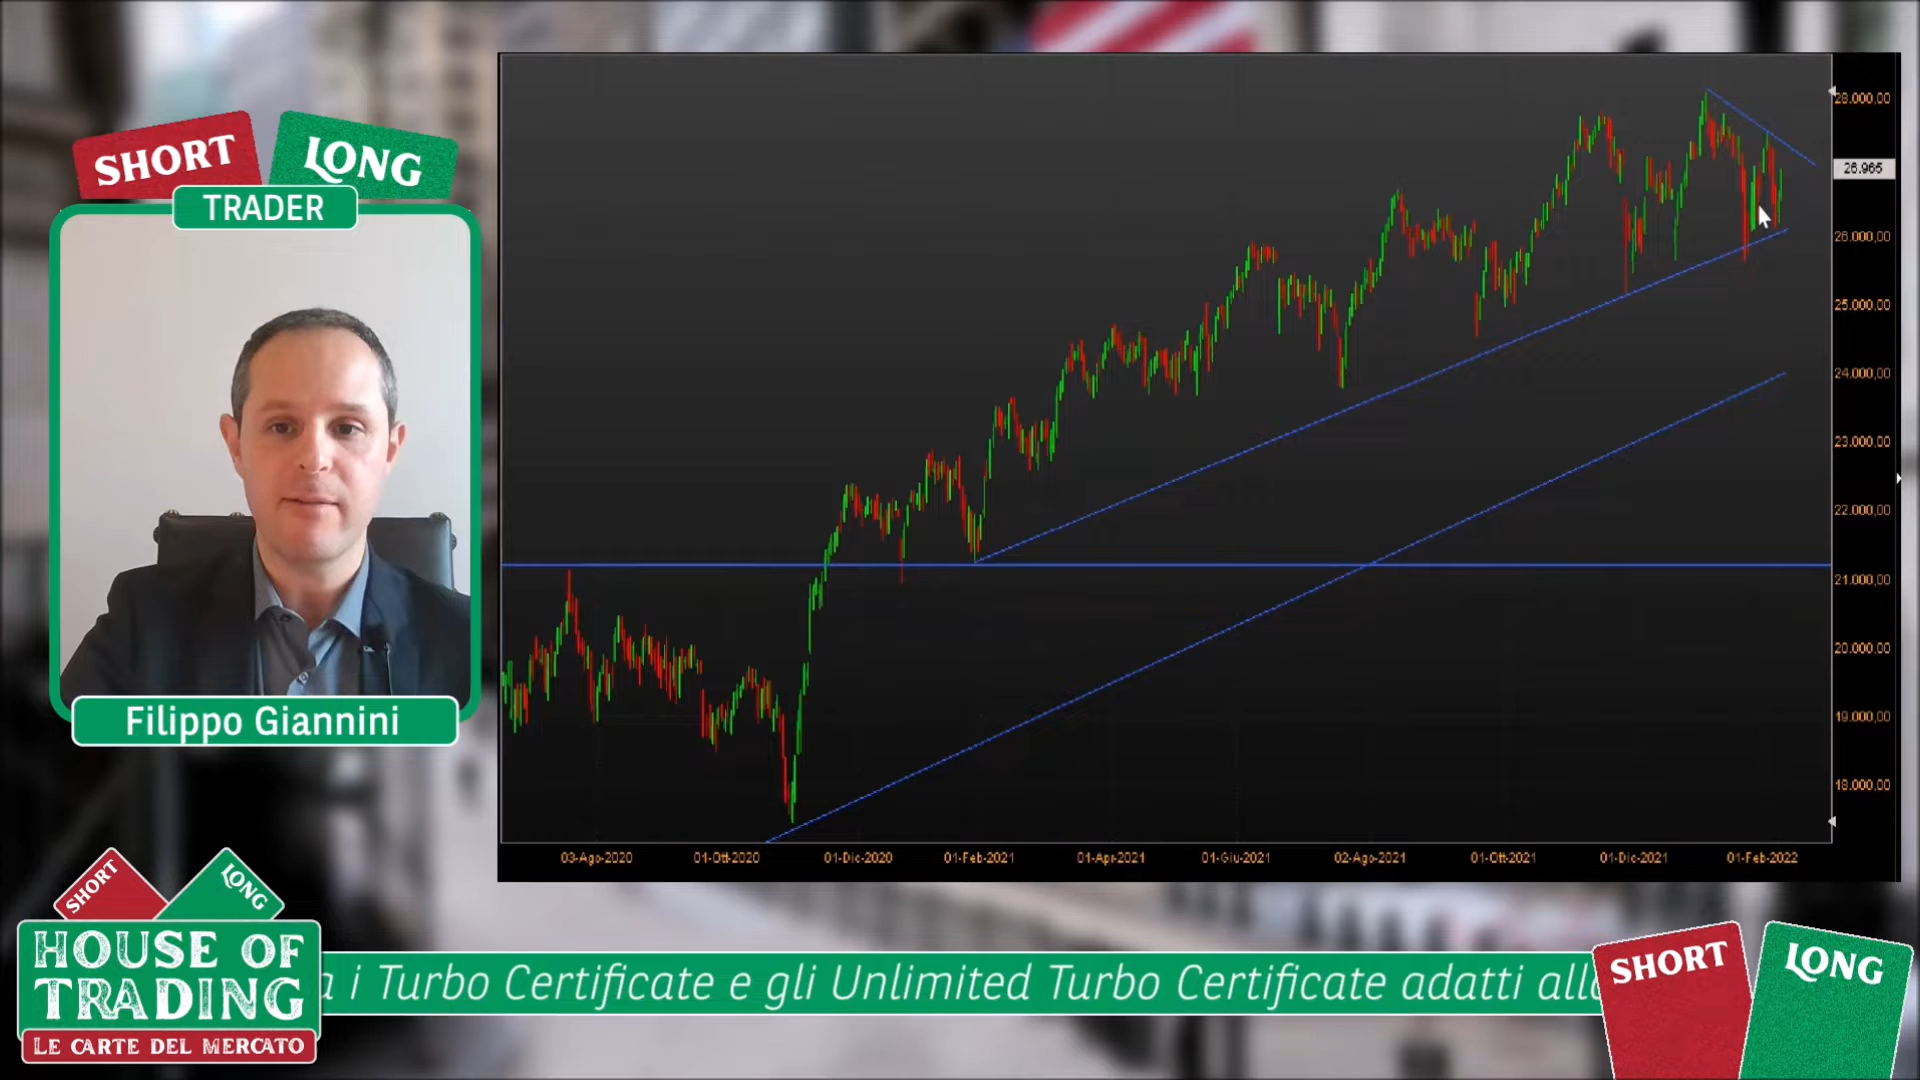 SHORT
LONG
TRADER
Filippo Giannini
28.000,00
26.965
26.000,00
25.000,00
24.000,00
23.000,00
22.000,00
21.000,00
20.000,00
19.000,00
18.000,00
03-Ago-2020
01-Ott-2020
01-Dic-2020
01-Feb-2021
01-Apr-2021
01-Giu-2021
02-Ago-2021
01-Ott-2021
01-Dic-2021
01-Feb-2022
SHORT
LONG
HOUSE OF
TRADING
LE CARTE DEL MERCATO
a i Turbo Certificate e gli Unlimited Turbo Certificate adatti all
SHORT
LONG